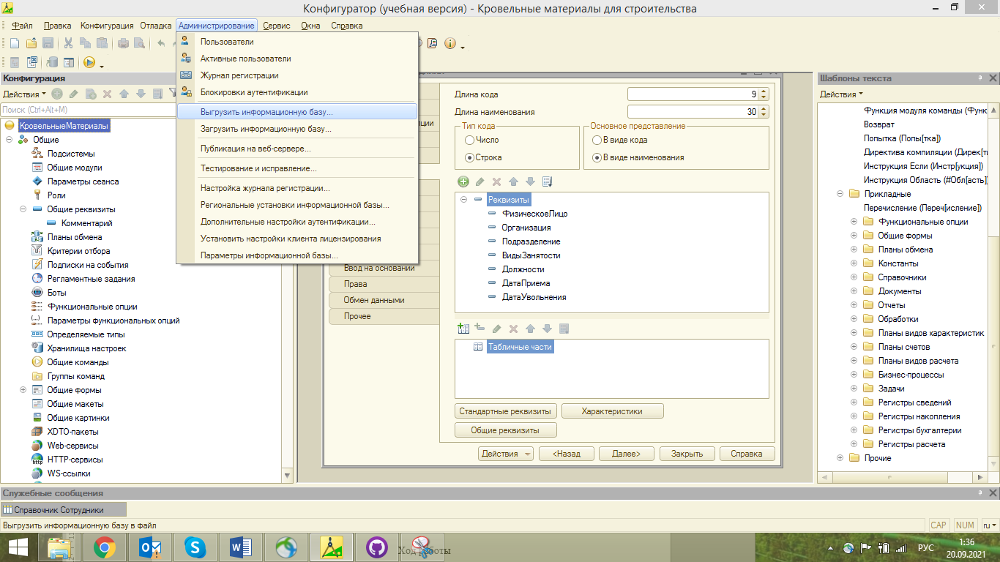 Конфигуратор (учебная версия) - Кровельные материалы для строительства
Файл Правка Конфигурация Отладка Администрирование Сервис Окна Справка
Пользователи
Активные пользователи
Журнал регистрации
Блокировки аутентификации
Выгрузить информационную базу...
Загрузить информационную базу...
Публикация на веб-сервере...
Тестирование и исправление...
Настройка журнала регистрации...
Региональные установки информационной базы...
Дополнительные настройки аутентификации...
Установить настройки клиента лицензирования
Параметры информационной базы...
Конфигурация
Действия
Поиск (Ctrl+Alt+M)
КровельныеМатериалы
Общие
Подсистемы
Общие модули
Параметры сеанса
Роли
Общие реквизиты
Комментарий
Планы обмена
Критерии отбора
Подписки на события
Регламентные задания
Боты
Функциональные опции
Параметры функциональных опций
Определяемые типы
Хранилища настроек
Общие команды
Группы команд
Общие формы
Общие макеты
Общие картинки
XDTO-пакеты
Web-сервисы
HTTP-сервисы
WS-ссылки
Ввод на основании
Права
Обмен данными
Прочее
Длина кода 9
Длина наименования 30
Тип кода
Число
Строка
Основное представление
В виде кода
В виде наименования
Реквизиты
ФизическоеЛицо
Организация
Подразделение
ВидыЗанятости
Должности
ДатаПриема
ДатаУвольнения
Табличные части
Стандартные реквизиты Характеристики
Общие реквизиты
Действия <Назад Далее> Закрыть Справка
Шаблоны текста
Действия
Функция модуля команды (Функ
Возврат
Попытка (Попы[тка])
Директива компиляции (Дирек[ти
Инструкция Если (Инстр[укция])
Инструкция Область (#Обл[асть]
Прикладные
Перечисление (Переч[исление])
Функциональные опции
Общие формы
Планы обмена
Константы
Справочники
Документы
Отчеты
Обработки
Планы видов характеристик
Планы счетов
Планы видов расчета
Бизнес-процессы
Задачи
Регистры сведений
Регистры накопления
Регистры бухгалтерии
Регистры расчета
Прочие
Служебные сообщения
Справочник Сотрудники
Выгрузить информационную базу в файл
CAP NUM ru
Ход работы
РУС
1:36
20.09.2021